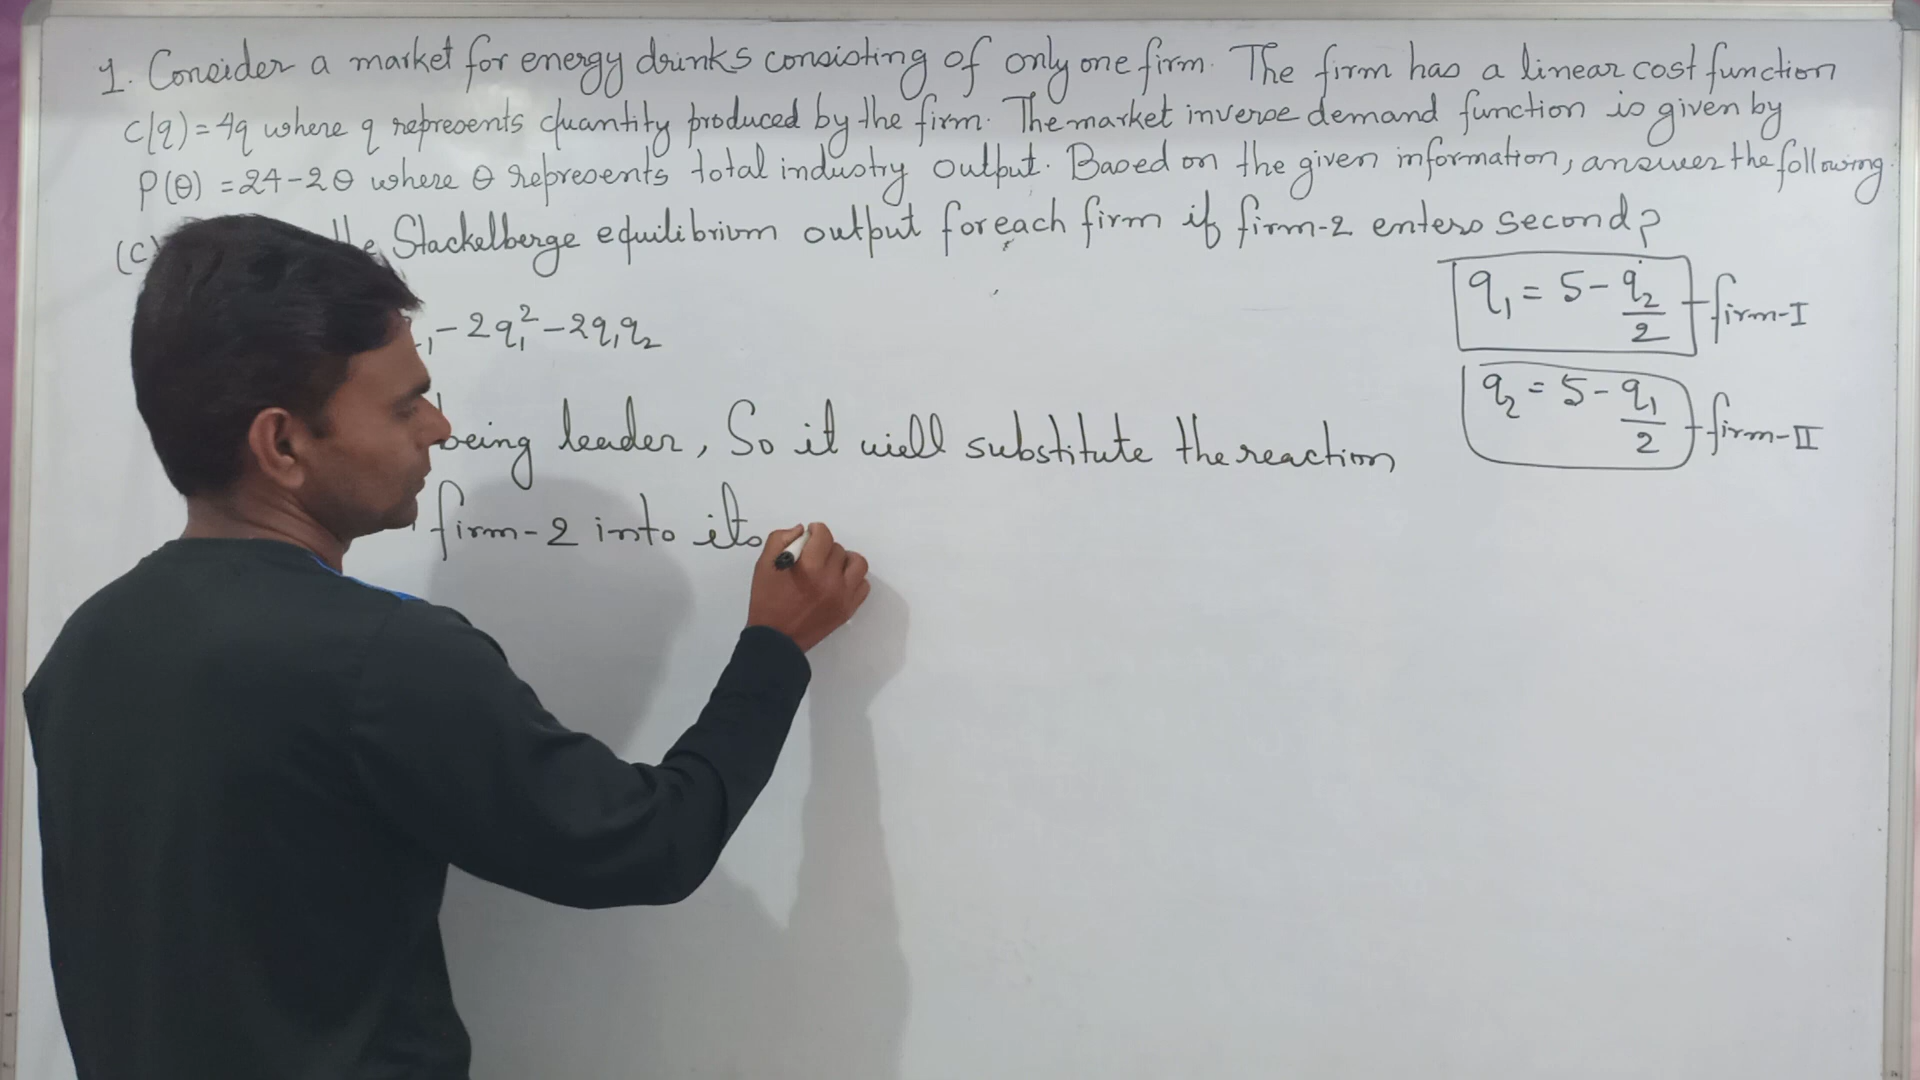 1. Consider a market for energy drinks consisting of only one firm. The firm has a linear cost function
C(q) = 4q where q represents quantity produced by the firm. The market inverse demand function is given by
P(θ) = 24-2θ where θ represents total industry output. Based on the given information, answer the following.
(c) the Stackelberge equilibrium output for each firm if firm-2 enters second?
q₁ = 5 - q₂/2 firm-I
- 2q₁² - 2q₁q₂
q₂ = 5 - q₁/2 firm-II
being leader, So it will substitute the reaction
firm-2 into its